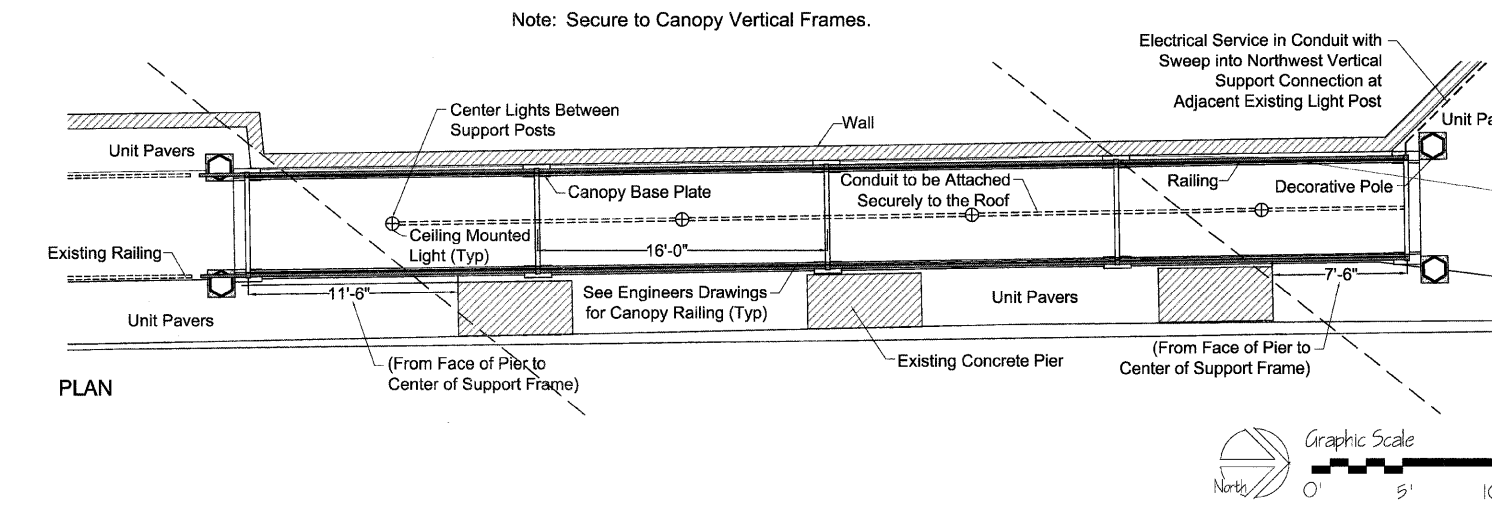 Note: Secure to Canopy Vertical Frames.
Electrical Service in Conduit with
Sweep into Northwest Vertical
Support Connection at
Adjacent Existing Light Post
Center Lights Between
Support Posts
Wall
Unit Pa
Unit Pavers
Canopy Base Plate
Conduit to be Attached
Securely to the Roof
Railing
Decorative Pole
Existing Railing
Ceiling Mounted
Light (Typ)
16'-0"
11'-6"
See Engineers Drawings
for Canopy Railing (Typ)
Unit Pavers
7'-6"
Unit Pavers
(From Face of Pier to
Center of Support Frame)
Existing Concrete Pier
(From Face of Pier to
Center of Support Frame)
PLAN
Graphic Scale
North
0' 5' 10